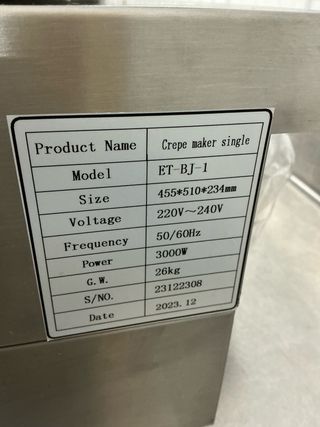 Product Name Crepe maker single
Model ET-BJ-1
Size 455*510*234mm
Voltage 220V～240V
Frequency 50/60Hz
Power 3000W
G.W. 26kg
S/NO. 23122308
Date 2023.12